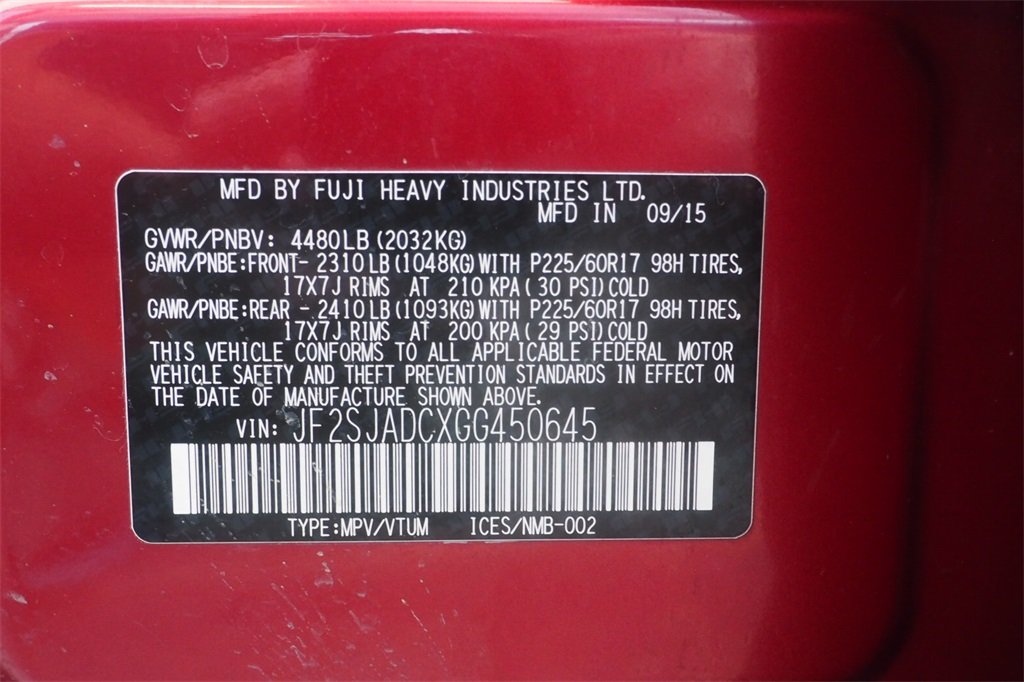 MFD BY FUJI HEAVY INDUSTRIES LTD.
MFD IN 09/15
GVWR/PNBV: 4480LB (2032KG)
GAWR/PNBE:FRONT- 2310LB (1048KG) WITH P225/60R17 98H TIRES,
17X7J RIMS AT 210 KPA ( 30 PSI) COLD
GAWR/PNBE:REAR - 2410LB (1093KG) WITH P225/60R17 98H TIRES,
17X7J RIMS AT 200 KPA (29 PSI) COLD
THIS VEHICLE CONFORMS TO ALL APPLICABLE FEDERAL MOTOR
VEHICLE SAFETY AND THEFT PREVENTION STANDARDS IN EFFECT ON
THE DATE OF MANUFACTURE SHOWN ABOVE.
VIN: JF2SJADCXGG450645
TYPE:MPV/VTUM ICES/NMB-002